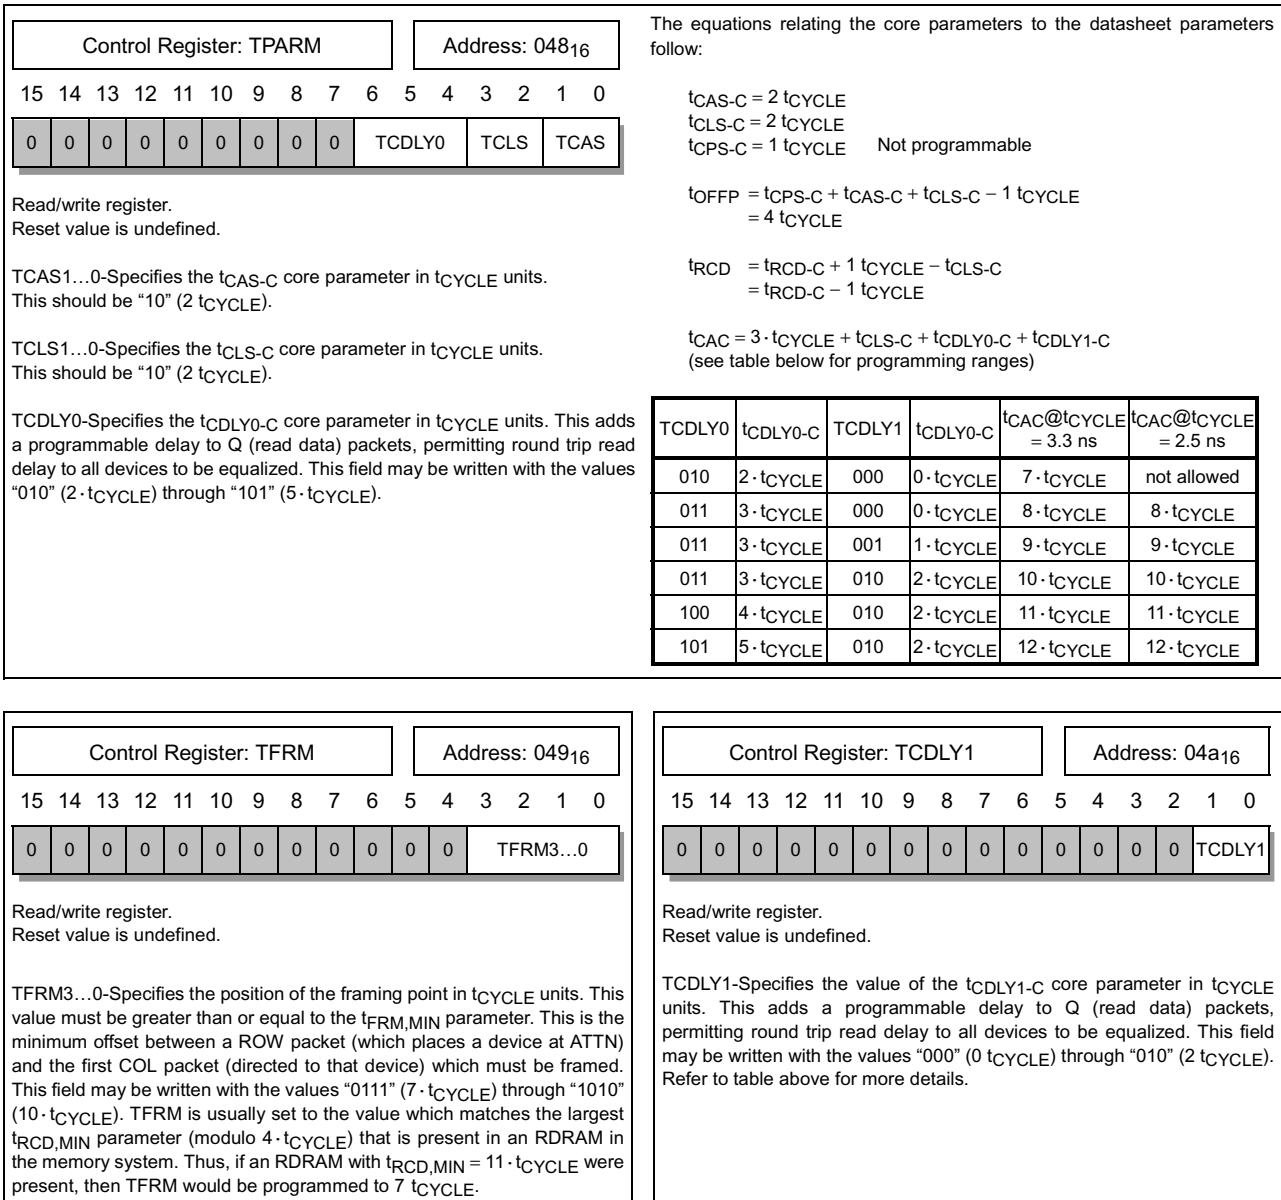 Control Register: TPARM
Address: 048₁₆
15 14 13 12 11 10 9 8 7 6 5 4 3 2 1 0
0 0 0 0 0 0 0 0 0 TCDLY0 TCLS TCAS
Read/write register.
Reset value is undefined.
TCAS1…0-Specifies the tCAS-C core parameter in tCYCLE units.
This should be “10” (2 tCYCLE).
TCLS1…0-Specifies the tCLS-C core parameter in tCYCLE units.
This should be “10” (2 tCYCLE).
TCDLY0-Specifies the tCDLY0-C core parameter in tCYCLE units. This adds
a programmable delay to Q (read data) packets, permitting round trip read
delay to all devices to be equalized. This field may be written with the values
“010” (2 · tCYCLE) through “101” (5 · tCYCLE).
The equations relating the core parameters to the datasheet parameters
follow:
tCAS-C = 2 tCYCLE
tCLS-C = 2 tCYCLE
tCPS-C = 1 tCYCLE Not programmable
tOFFP = tCPS-C + tCAS-C + tCLS-C − 1 tCYCLE
= 4 tCYCLE
tRCD = tRCD-C + 1 tCYCLE − tCLS-C
= tRCD-C − 1 tCYCLE
tCAC = 3 · tCYCLE + tCLS-C + tCDLY0-C + tCDLY1-C
(see table below for programming ranges)
TCDLY0 tCDLY0-C TCDLY1 tCDLY0-C tCAC@tCYCLE = 3.3 ns tCAC@tCYCLE = 2.5 ns
010 2 · tCYCLE 000 0 · tCYCLE 7 · tCYCLE not allowed
011 3 · tCYCLE 000 0 · tCYCLE 8 · tCYCLE 8 · tCYCLE
011 3 · tCYCLE 001 1 · tCYCLE 9 · tCYCLE 9 · tCYCLE
011 3 · tCYCLE 010 2 · tCYCLE 10 · tCYCLE 10 · tCYCLE
100 4 · tCYCLE 010 2 · tCYCLE 11 · tCYCLE 11 · tCYCLE
101 5 · tCYCLE 010 2 · tCYCLE 12 · tCYCLE 12 · tCYCLE
Control Register: TFRM
Address: 049₁₆
15 14 13 12 11 10 9 8 7 6 5 4 3 2 1 0
0 0 0 0 0 0 0 0 0 0 0 0 TFRM3…0
Read/write register.
Reset value is undefined.
TFRM3…0-Specifies the position of the framing point in tCYCLE units. This
value must be greater than or equal to the tFRM,MIN parameter. This is the
minimum offset between a ROW packet (which places a device at ATTN)
and the first COL packet (directed to that device) which must be framed.
This field may be written with the values “0111” (7 · tCYCLE) through “1010”
(10 · tCYCLE). TFRM is usually set to the value which matches the largest
tRCD,MIN parameter (modulo 4 · tCYCLE) that is present in an RDRAM in
the memory system. Thus, if an RDRAM with tRCD,MIN = 11 · tCYCLE were
present, then TFRM would be programmed to 7 tCYCLE.
Control Register: TCDLY1
Address: 04a₁₆
15 14 13 12 11 10 9 8 7 6 5 4 3 2 1 0
0 0 0 0 0 0 0 0 0 0 0 0 0 0 TCDLY1
Read/write register.
Reset value is undefined.
TCDLY1-Specifies the value of the tCDLY1-C core parameter in tCYCLE
units. This adds a programmable delay to Q (read data) packets,
permitting round trip read delay to all devices to be equalized. This field
may be written with the values “000” (0 tCYCLE) through “010” (2 tCYCLE).
Refer to table above for more details.